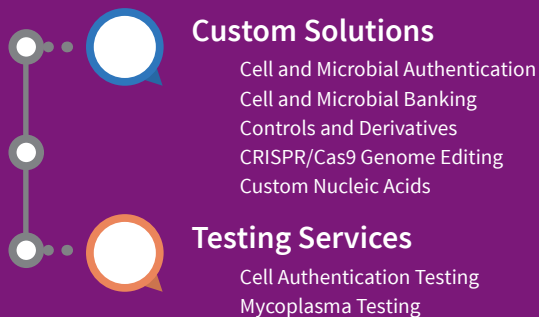 Custom Solutions
Cell and Microbial Authentication
Cell and Microbial Banking
Controls and Derivatives
CRISPR/Cas9 Genome Editing
Custom Nucleic Acids
Testing Services
Cell Authentication Testing
Mycoplasma Testing